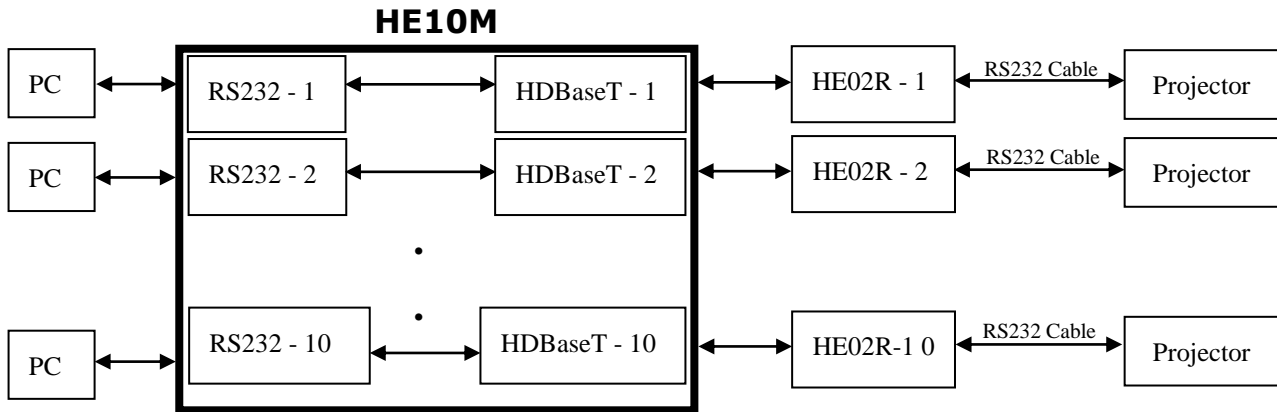 HE10M
PC
RS232 - 1
HDBaseT - 1
HE02R - 1
RS232 Cable
Projector
PC
RS232 - 2
HDBaseT - 2
HE02R - 2
RS232 Cable
Projector
PC
RS232 - 10
HDBaseT - 10
HE02R-1 0
RS232 Cable
Projector